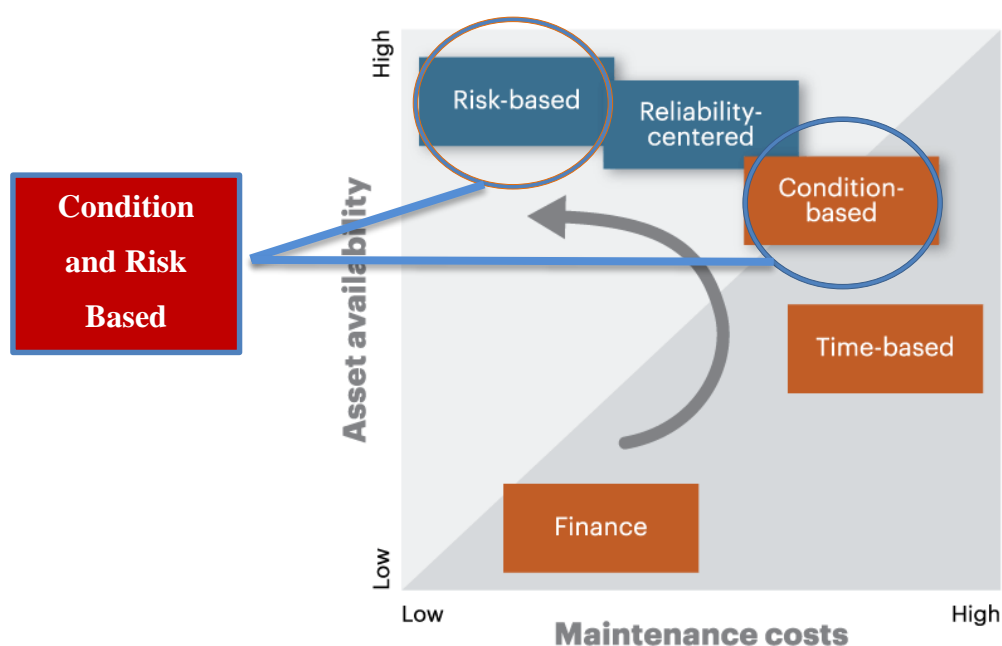 High
Risk-based
Reliability-
centered
Condition-
based
Condition
and Risk
Based
Asset availability
Time-based
Finance
Low
Low
High
Maintenance costs